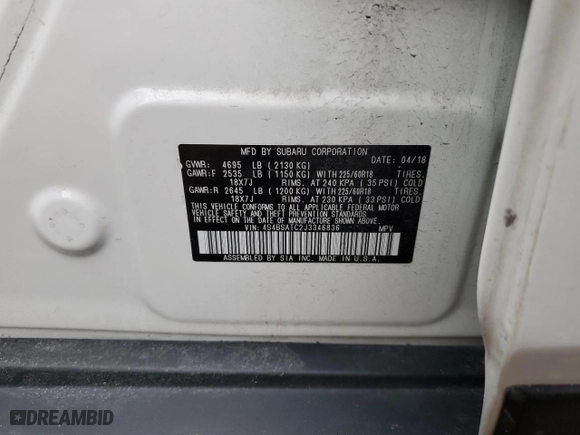 MFD BY SUBARU CORPORATION
GVWR: 4695 LB (2130 KG) DATE: 04/18
GAWR:F 2535 LB (1150 KG) WITH 225/60R18 TIRES.
18X7J RIMS. AT 240 KPA (35 PSI) COLD
GAWR:R 2645 LB (1200 KG) WITH 225/60R18 TIRES.
18X7J RIMS. AT 230 KPA (33 PSI) COLD
THIS VEHICLE CONFORMS TO ALL APPLICABLE FEDERAL MOTOR
VEHICLE SAFETY AND THEFT PREVENTION STANDARDS
IN EFFECT ON THE DATE OF MANUFACTURE SHOWN ABOVE.
VIN: 4S4BSATC2J3346836 MPV
ASSEMBLED BY SIA INC. MADE IN U.S.A.
DREAMBID